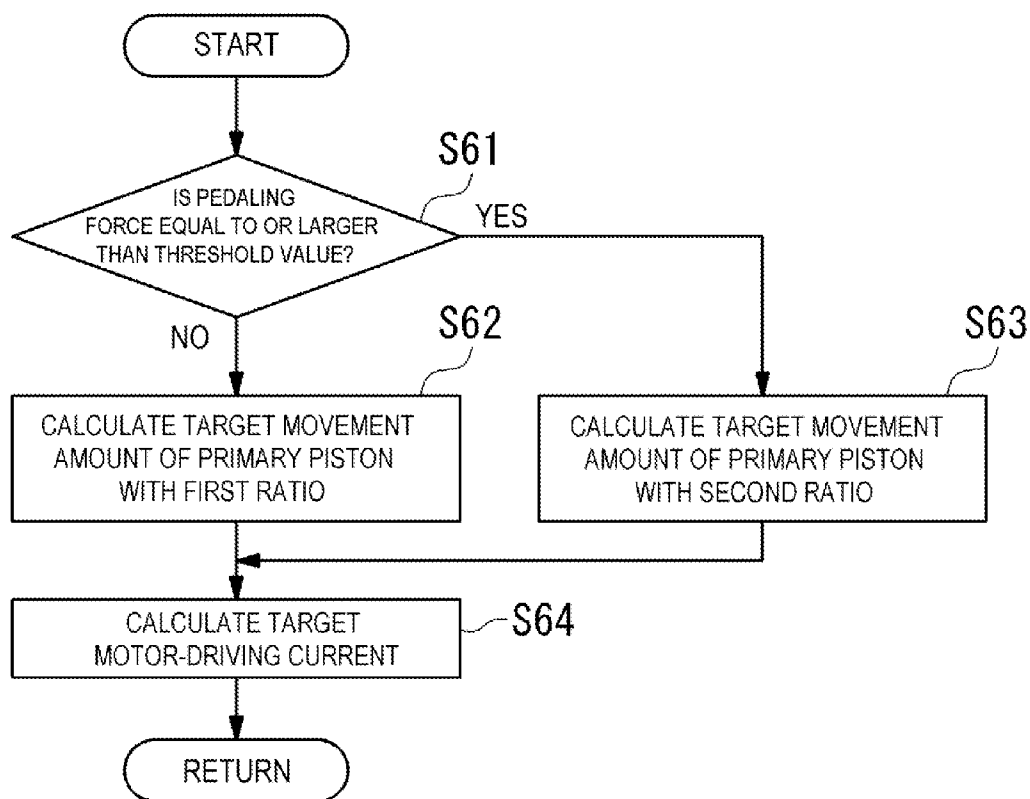 START
S61
IS PEDALING
FORCE EQUAL TO OR LARGER
THAN THRESHOLD VALUE?
YES
NO
S62
S63
CALCULATE TARGET MOVEMENT
AMOUNT OF PRIMARY PISTON
WITH FIRST RATIO
CALCULATE TARGET MOVEMENT
AMOUNT OF PRIMARY PISTON
WITH SECOND RATIO
CALCULATE TARGET
MOTOR-DRIVING CURRENT
S64
RETURN